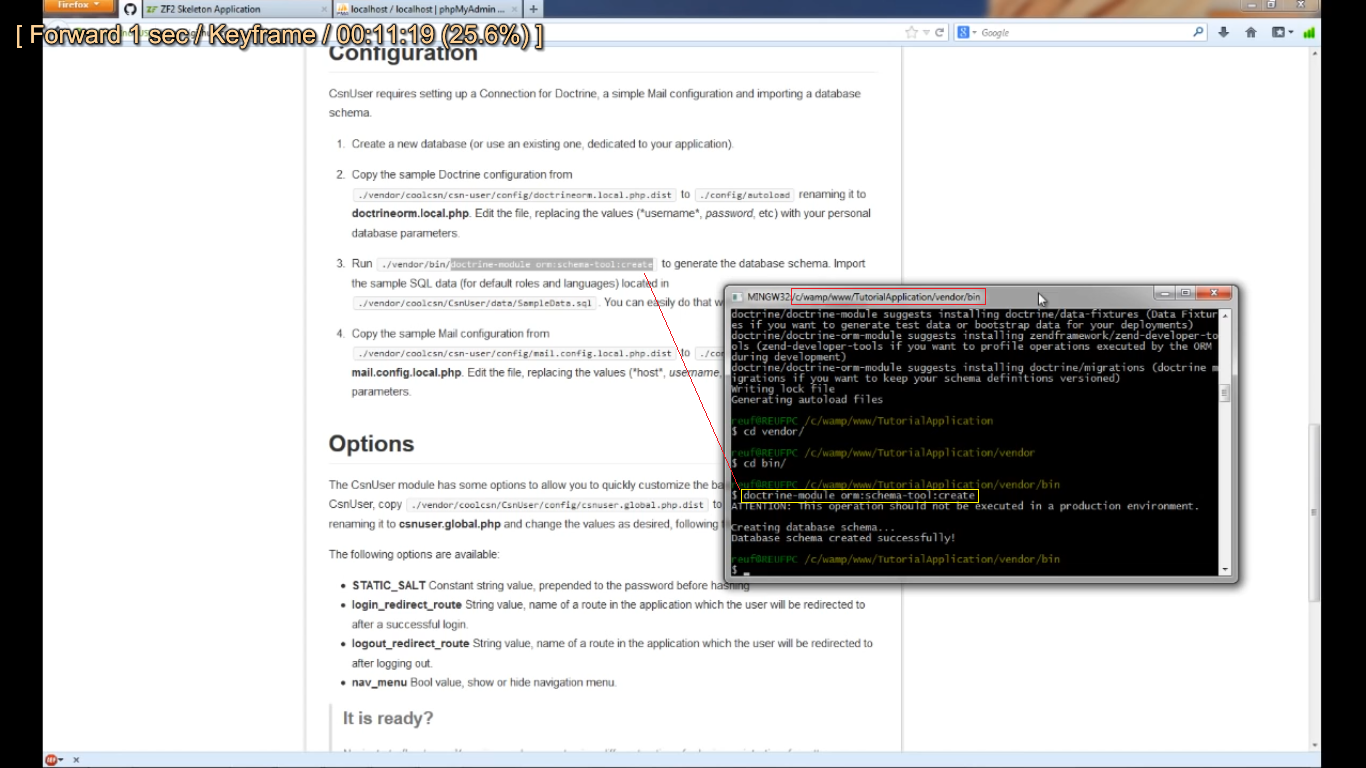 Firefox
ZF2 Skeleton Application
localhost / localhost | phpMyAdmin ...
[ Forward 1 sec / Keyframe / 00:11:19 (25.6%) ]
Google
Configuration
CsnUser requires setting up a Connection for Doctrine, a simple Mail configuration and importing a database
schema.
1. Create a new database (or use an existing one, dedicated to your application).
2. Copy the sample Doctrine configuration from
./vendor/coolcsn/csn-user/config/doctrineorm.local.php.dist to ./config/autoload renaming it to
doctrineorm.local.php. Edit the file, replacing the values (*username*, password, etc) with your personal
database parameters.
3. Run ./vendor/bin/doctrine-module orm:schema-tool:create to generate the database schema. Import
the sample SQL data (for default roles and languages) located in
./vendor/coolcsn/CsnUser/data/SampleData.sql . You can easily do that
4. Copy the sample Mail configuration from
./vendor/coolcsn/csn-user/config/mail.config.local.php.dist to
mail.config.local.php. Edit the file, replacing the values (*host*, username,
parameters.
Options
The CsnUser module has some options to allow you to quickly customize the
CsnUser, copy ./vendor/coolcsn/CsnUser/config/csnuser.global.php.dist to
renaming it to csnuser.global.php and change the values as desired, following
The following options are available:
• STATIC_SALT Constant string value, prepended to the password before hashing
• login_redirect_route String value, name of a route in the application which the user will be redirected to
after a successful login.
• logout_redirect_route String value, name of a route in the application which the user will be redirected to
after logging out.
• nav_menu Bool value, show or hide navigation menu.
It is ready?
MINGW32:/c/wamp/www/TutorialApplication/vendor/bin
doctrine/doctrine-module suggests installing doctrine/data-fixtures (Data Fixtur
es if you want to generate test data or bootstrap data for your deployments)
doctrine/doctrine-orm-module suggests installing zendframework/zend-developer-to
ols (zend-developer-tools if you want to profile operations executed by the ORM
during development)
doctrine/doctrine-orm-module suggests installing doctrine/migrations (doctrine m
igrations if you want to keep your schema definitions versioned)
Writing lock file
Generating autoload files
reuf@REUFPC /c/wamp/www/TutorialApplication
$ cd vendor/
reuf@REUFPC /c/wamp/www/TutorialApplication/vendor
$ cd bin/
reuf@REUFPC /c/wamp/www/TutorialApplication/vendor/bin
$ doctrine-module orm:schema-tool:create
ATTENTION: This operation should not be executed in a production environment.
Creating database schema...
Database schema created successfully!
reuf@REUFPC /c/wamp/www/TutorialApplication/vendor/bin
$